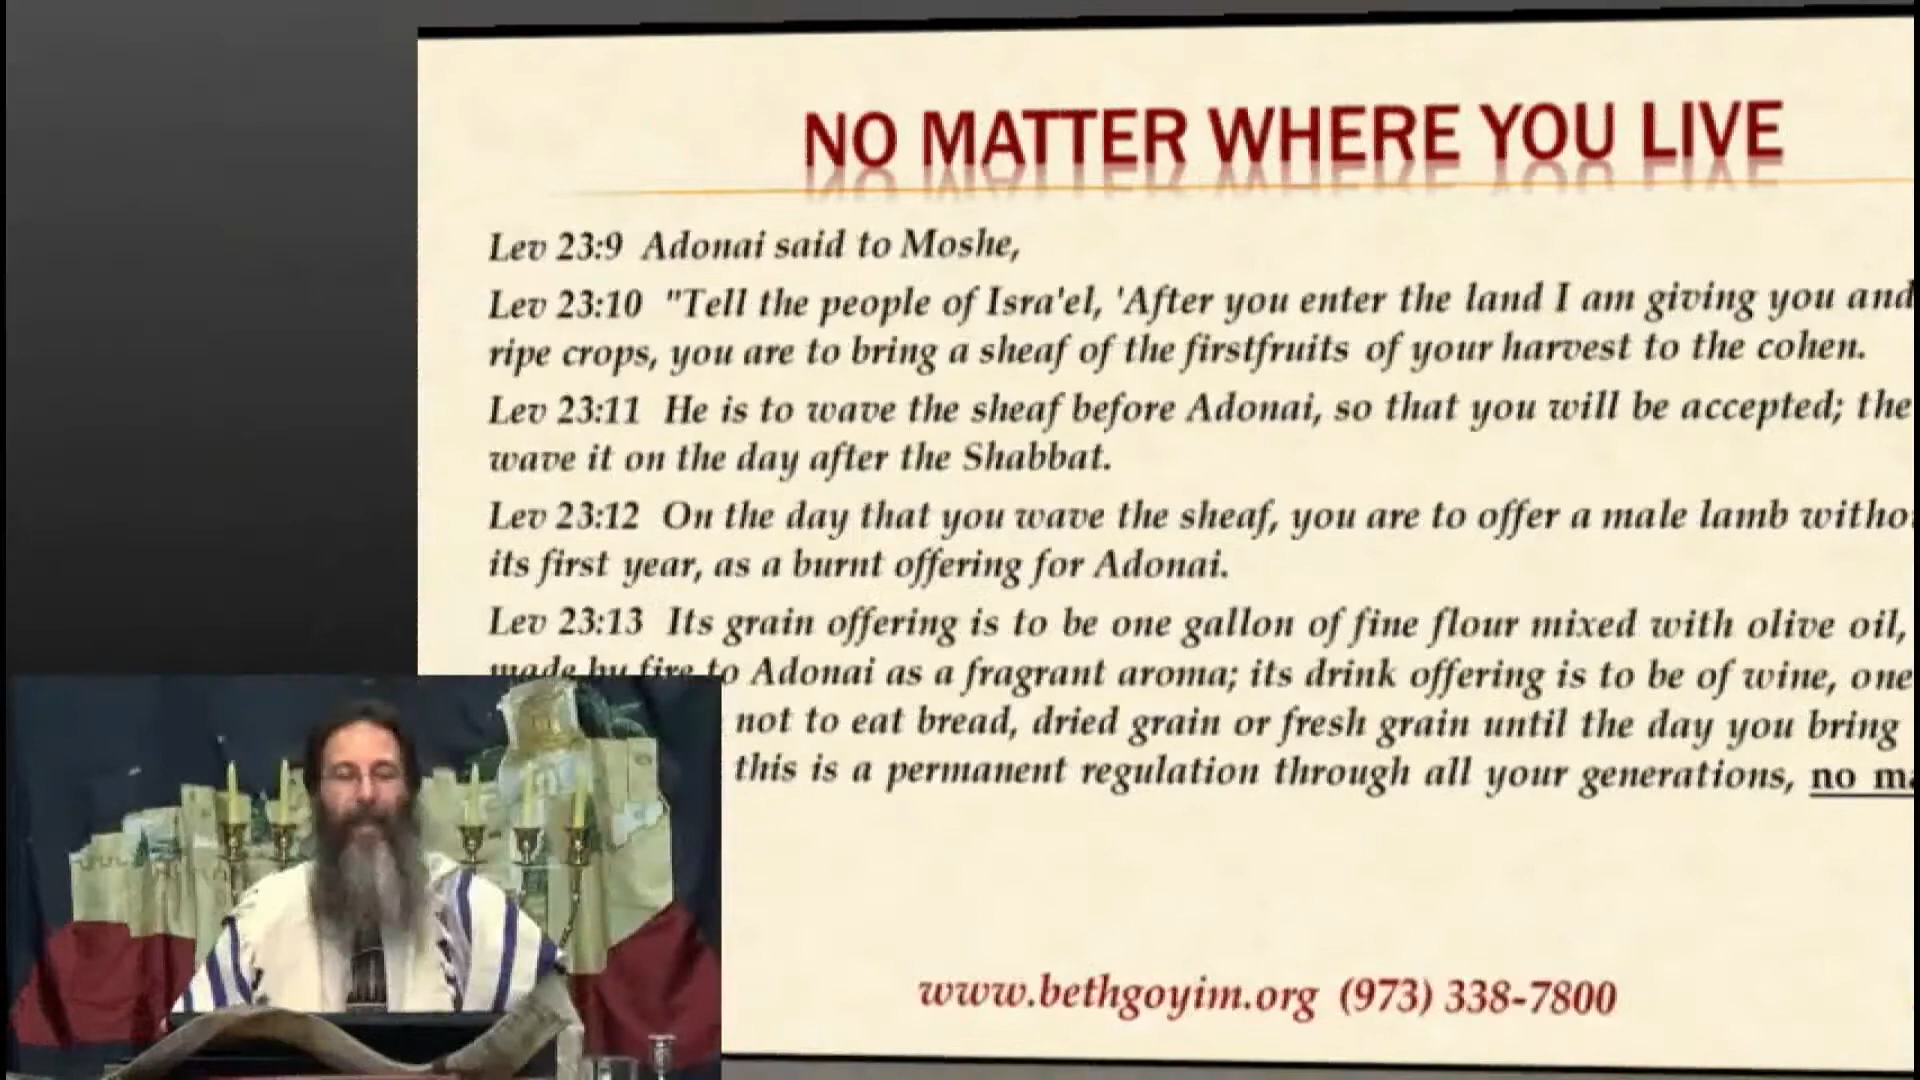 NO MATTER WHERE YOU LIVE
Lev 23:9 Adonai said to Moshe,
Lev 23:10 "Tell the people of Isra'el, 'After you enter the land I am giving you and
ripe crops, you are to bring a sheaf of the firstfruits of your harvest to the cohen.
Lev 23:11 He is to wave the sheaf before Adonai, so that you will be accepted; the
wave it on the day after the Shabbat.
Lev 23:12 On the day that you wave the sheaf, you are to offer a male lamb witho
its first year, as a burnt offering for Adonai.
Lev 23:13 Its grain offering is to be one gallon of fine flour mixed with olive oil,
made by fire to Adonai as a fragrant aroma; its drink offering is to be of wine, one
not to eat bread, dried grain or fresh grain until the day you bring
this is a permanent regulation through all your generations, no ma
www.bethgoyim.org (973) 338-7800